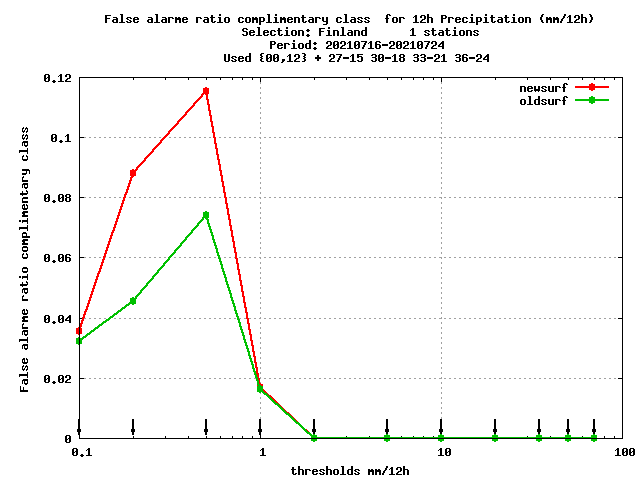 False alarme ratio complimentary class  for 12h Precipitation (mm/12h)
Selection: Finland      1 stations
Period: 20210716-20210724
Used {00,12} + 27-15 30-18 33-21 36-24
newsurf
oldsurf
False alarme ratio complimentary class
0.12
0.1
0.08
0.06
0.04
0.02
0
0.1 1 10 100
thresholds mm/12h